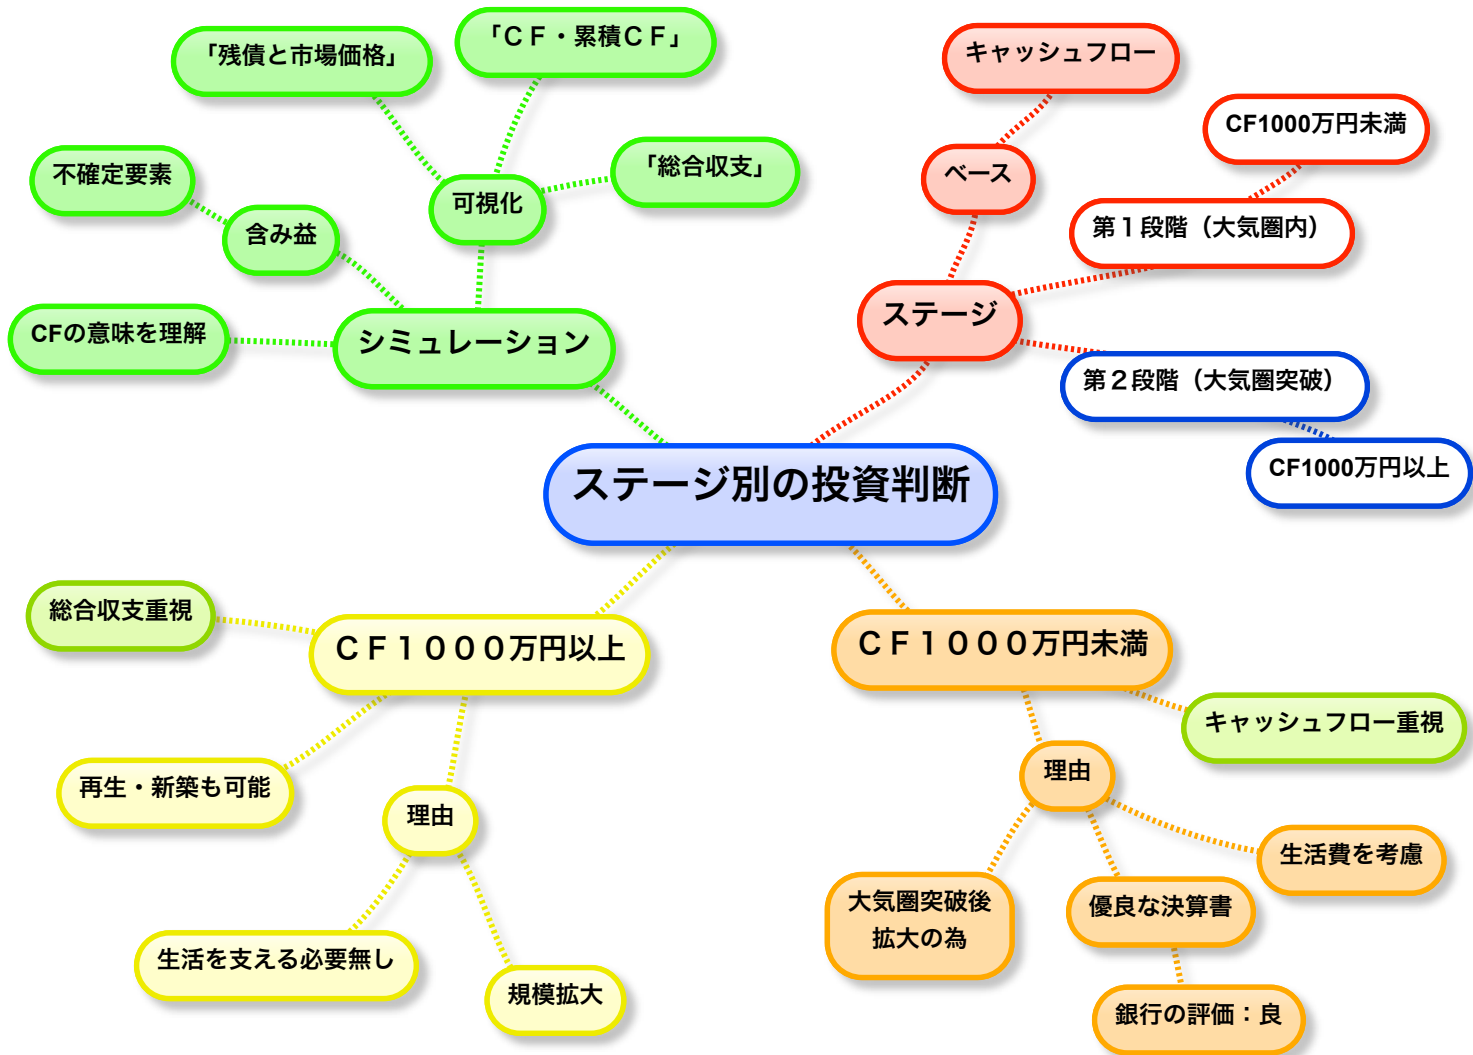 「残債と市場価格」
「ＣＦ・累積ＣＦ」
「総合収支」
不確定要素
含み益
可視化
CFの意味を理解
シミュレーション
キャッシュフロー
ベース
CF1000万円未満
第１段階（大気圏内）
ステージ
第２段階（大気圏突破）
CF1000万円以上
ステージ別の投資判断
総合収支重視
ＣＦ１０００万円以上
再生・新築も可能
理由
生活を支える必要無し
規模拡大
ＣＦ１０００万円未満
キャッシュフロー重視
理由
生活費を考慮
大気圏突破後
拡大の為
優良な決算書
銀行の評価：良